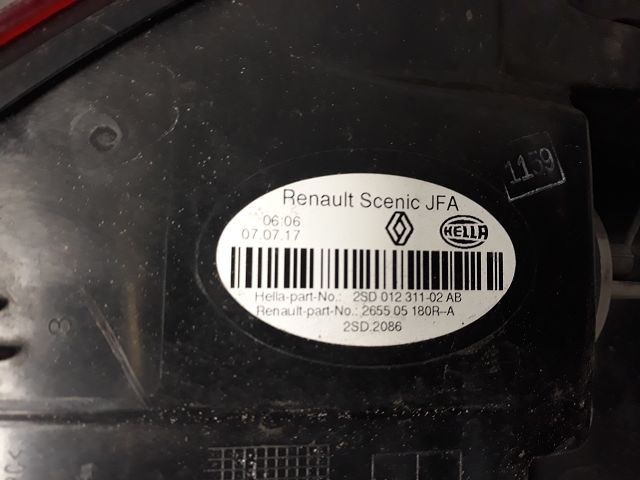 1139
Renault Scenic JFA
06:06
07.07.17
HELLA
Hella-part-No.: 2SD 012 311-02 AB
Renault-part-No.: 2655 05 180R-A
2SD.2086
3